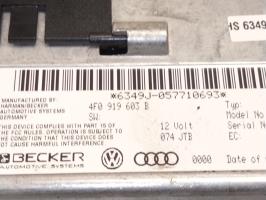 HS 6349
*6349J-057710693*
MANUFACTURED BY
HARMAN/BECKER
AUTOMOTIVE SYSTEMS
GERMANY
4F0 919 603 B
SW:
Typ:
Model No
Serial N
EC:
THIS DEVICE COMPLIES WITH PART 15 OF
THE FCC RULES. OPERATION IS SUBJECT TO
THE CONDITION THAT THIS DEVICE DOES NOT
CAUSE HARMFUL INTERFERENCE
12 Volt
074 JTB
BECKER
AUTOMOTIVE SYSTEMS
0000
Date of